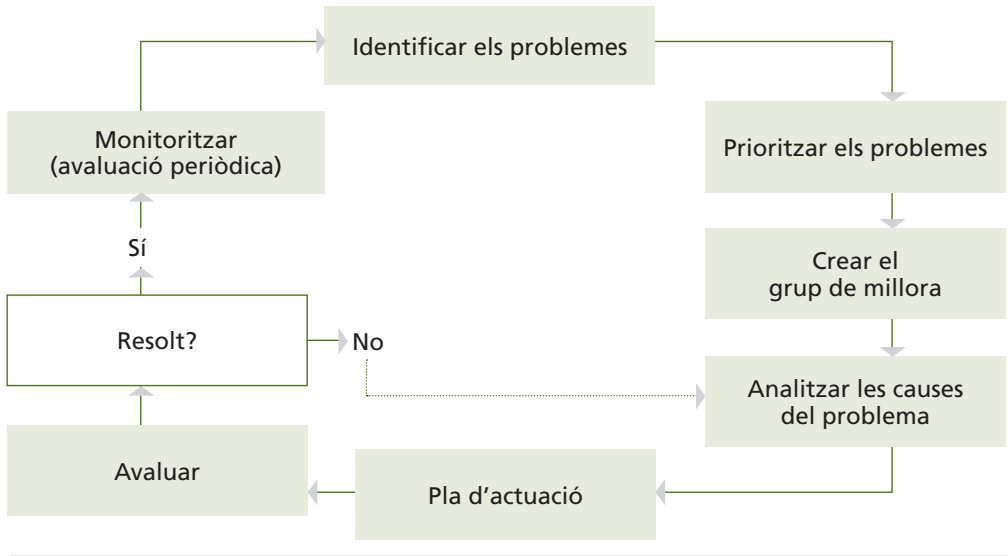 Identificar els problemes
Prioritzar els problemes
Crear el
grup de millora
Analitzar les causes
del problema
Pla d'actuació
Avaluar
Resolt?
No
Sí
Monitoritzar
(avaluació periòdica)